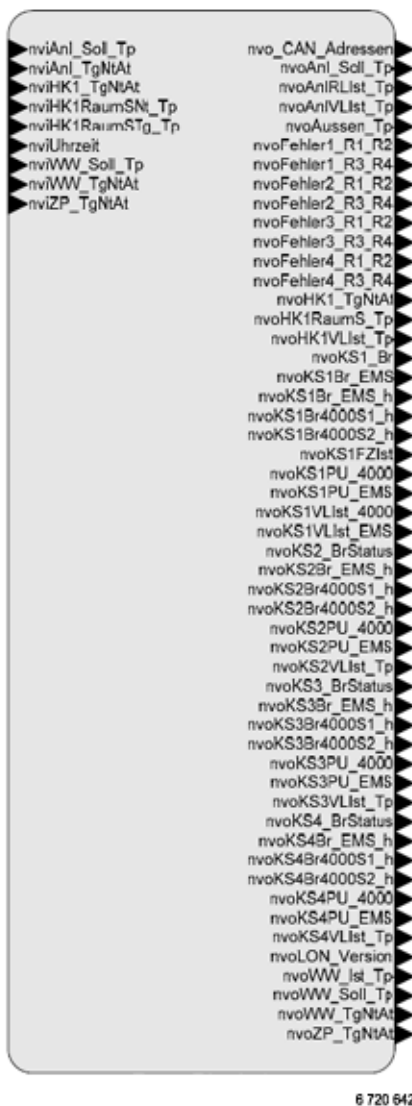 nviAnl_Soll_Tp
nviAnl_TgNtAt
nviHK1_TgNtAt
nviHK1RaumSNt_Tp
nviHK1RaumSTg_Tp
nviUhrzeit
nviWW_Soll_Tp
nviWW_TgNtAt
nviZP_TgNtAt
nvo_CAN_Adressen
nvoAnl_Soll_Tp
nvoAnlRLIst_Tp
nvoAnlVLIst_Tp
nvoAussen_Tp
nvoFehler1_R1_R2
nvoFehler1_R3_R4
nvoFehler2_R1_R2
nvoFehler2_R3_R4
nvoFehler3_R1_R2
nvoFehler3_R3_R4
nvoFehler4_R1_R2
nvoFehler4_R3_R4
nvoHK1_TgNtAt
nvoHK1RaumS_Tp
nvoHK1VLIst_Tp
nvoKS1_Br
nvoKS1Br_EMS
nvoKS1Br_EMS_h
nvoKS1Br4000S1_h
nvoKS1Br4000S2_h
nvoKS1FZIst
nvoKS1PU_4000
nvoKS1PU_EMS
nvoKS1VLIst_4000
nvoKS1VLIst_EMS
nvoKS2_BrStatus
nvoKS2Br_EMS_h
nvoKS2Br4000S1_h
nvoKS2Br4000S2_h
nvoKS2PU_4000
nvoKS2PU_EMS
nvoKS2VLIst_Tp
nvoKS3_BrStatus
nvoKS3Br_EMS_h
nvoKS3Br4000S1_h
nvoKS3Br4000S2_h
nvoKS3PU_4000
nvoKS3PU_EMS
nvoKS3VLIst_Tp
nvoKS4_BrStatus
nvoKS4Br_EMS_h
nvoKS4Br4000S1_h
nvoKS4Br4000S2_h
nvoKS4PU_4000
nvoKS4PU_EMS
nvoKS4VLIst_Tp
nvoLON_Version
nvoWW_Ist_Tp
nvoWW_Soll_Tp
nvoWW_TgNtAt
nvoZP_TgNtAt
6 720 642